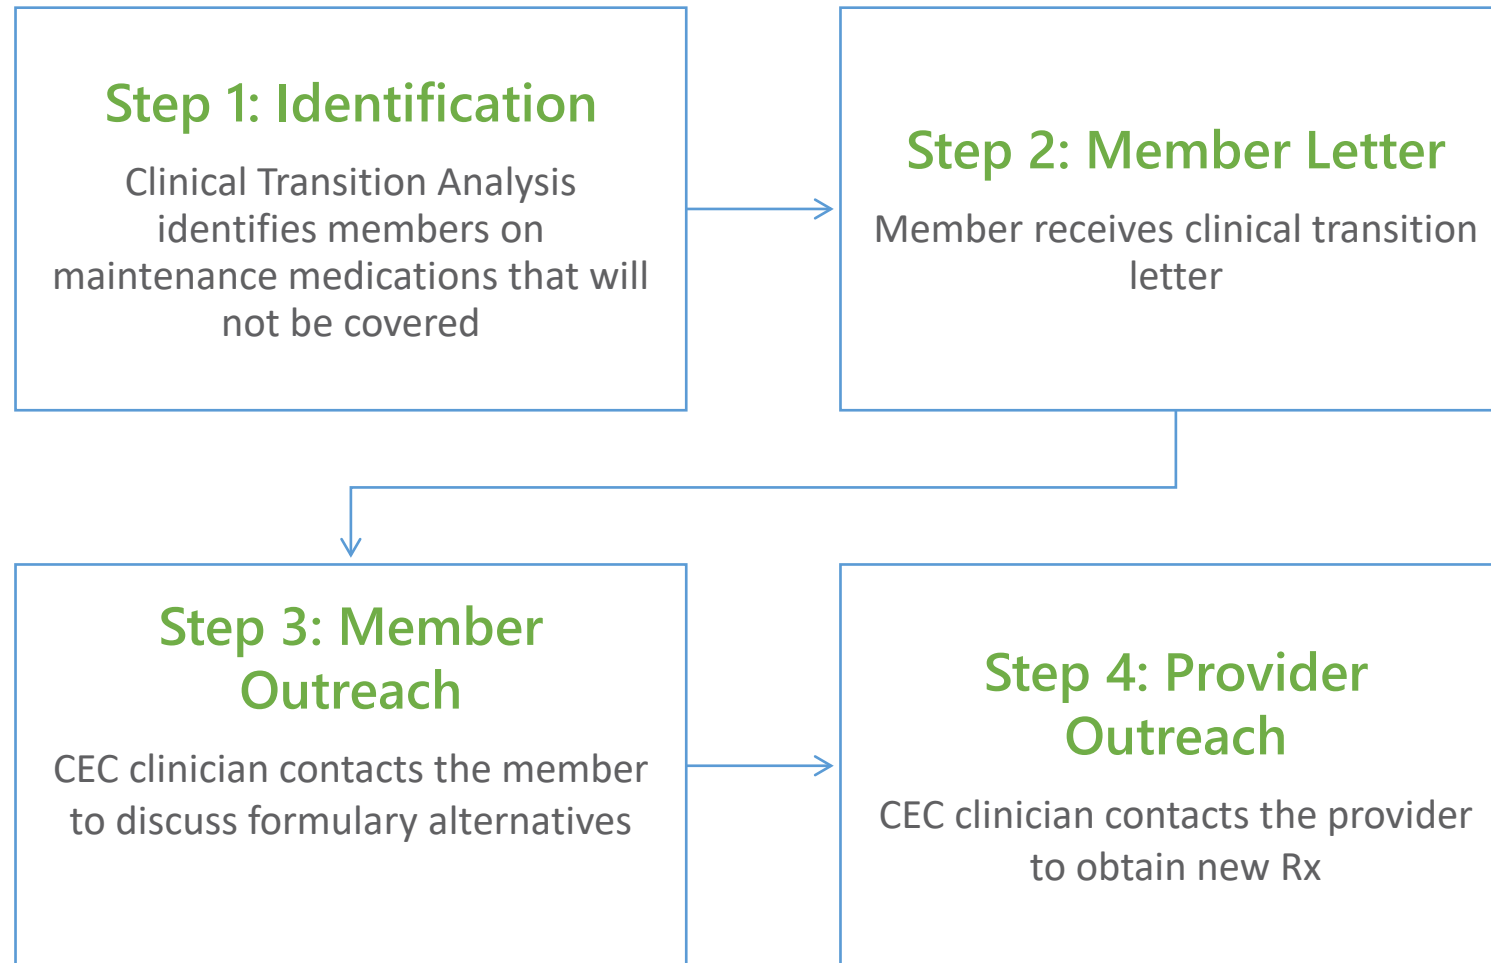 Step 1: Identification
Clinical Transition Analysis
identifies members on
maintenance medications that will
not be covered
Step 2: Member Letter
Member receives clinical transition
letter
Step 3: Member
Outreach
CEC clinician contacts the member
to discuss formulary alternatives
Step 4: Provider
Outreach
CEC clinician contacts the provider
to obtain new Rx